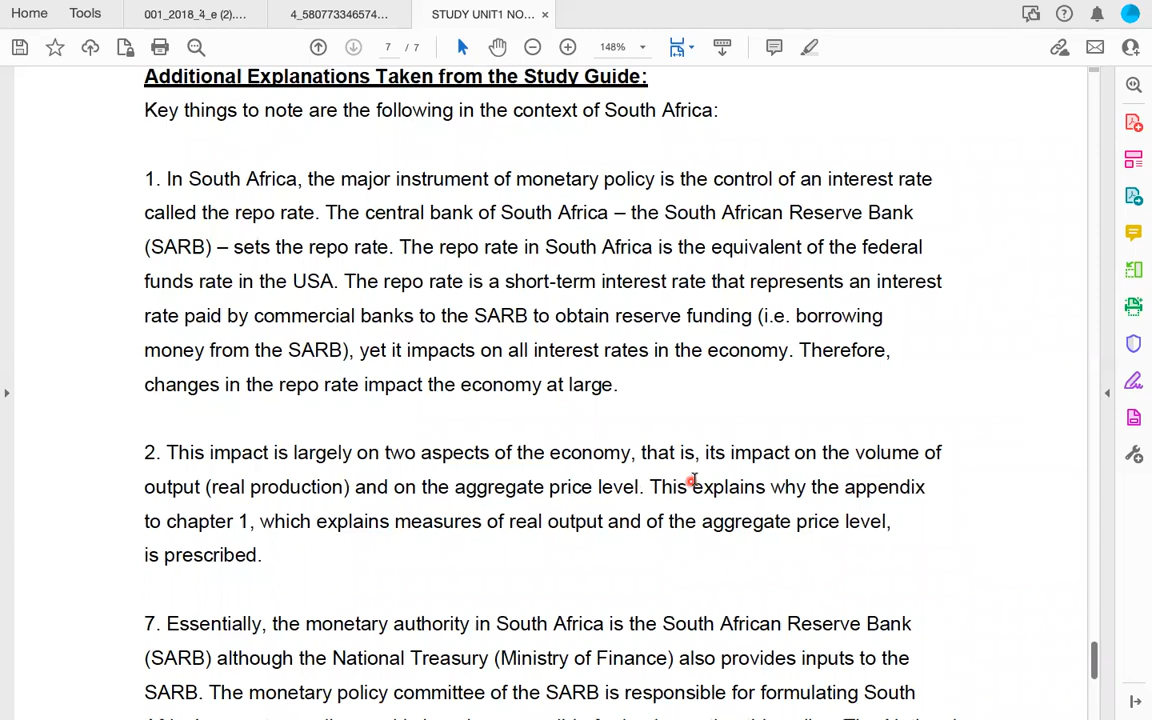 Home Tools 001_2018_4_e (2).... 4_580773346574... STUDY UNIT1 NO... ×
7 / 7 148%
Additional Explanations Taken from the Study Guide:
Key things to note are the following in the context of South Africa:
1. In South Africa, the major instrument of monetary policy is the control of an interest rate
called the repo rate. The central bank of South Africa – the South African Reserve Bank
(SARB) – sets the repo rate. The repo rate in South Africa is the equivalent of the federal
funds rate in the USA. The repo rate is a short-term interest rate that represents an interest
rate paid by commercial banks to the SARB to obtain reserve funding (i.e. borrowing
money from the SARB), yet it impacts on all interest rates in the economy. Therefore,
changes in the repo rate impact the economy at large.
2. This impact is largely on two aspects of the economy, that is, its impact on the volume of
output (real production) and on the aggregate price level. This explains why the appendix
to chapter 1, which explains measures of real output and of the aggregate price level,
is prescribed.
7. Essentially, the monetary authority in South Africa is the South African Reserve Bank
(SARB) although the National Treasury (Ministry of Finance) also provides inputs to the
SARB. The monetary policy committee of the SARB is responsible for formulating South